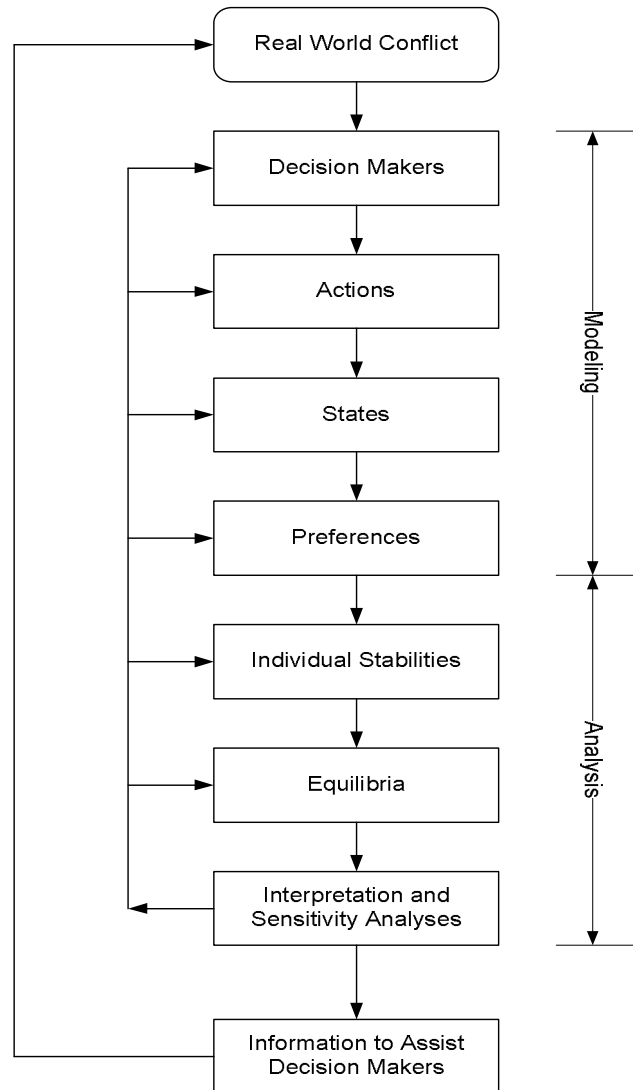 Real World Conflict
Decision Makers
Actions
States
Preferences
Modeling
Individual Stabilities
Equilibria
Interpretation and
Sensitivity Analyses
Analysis
Information to Assist
Decision Makers